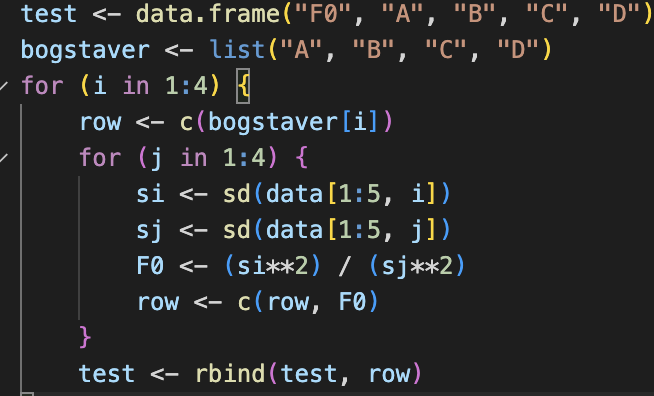 test <- data.frame("F0", "A", "B", "C", "D")
bogstaver <- list("A", "B", "C", "D")
for (i in 1:4) {
    row <- c(bogstaver[i])
    for (j in 1:4) {
        si <- sd(data[1:5, i])
        sj <- sd(data[1:5, j])
        F0 <- (si**2) / (sj**2)
        row <- c(row, F0)
    }
    test <- rbind(test, row)